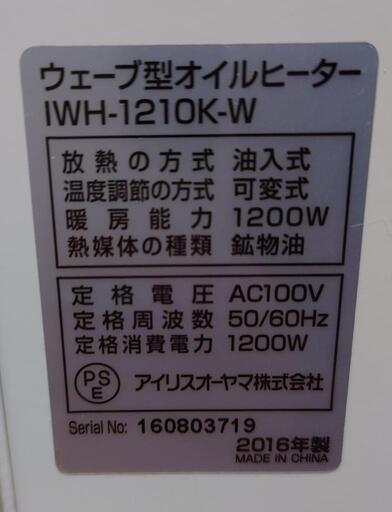 ウェーブ型オイルヒーター
IWH-1210K-W
放熱の方式 油入式
温度調節の方式 可変式
暖房能力 1200W
熱媒体の種類 鉱物油
定格電圧 AC100V
定格周波数 50/60Hz
定格消費電力 1200W
PS
E アイリスオーヤマ株式会社
Serial No: 160803719
2016年製
MADE IN CHINA